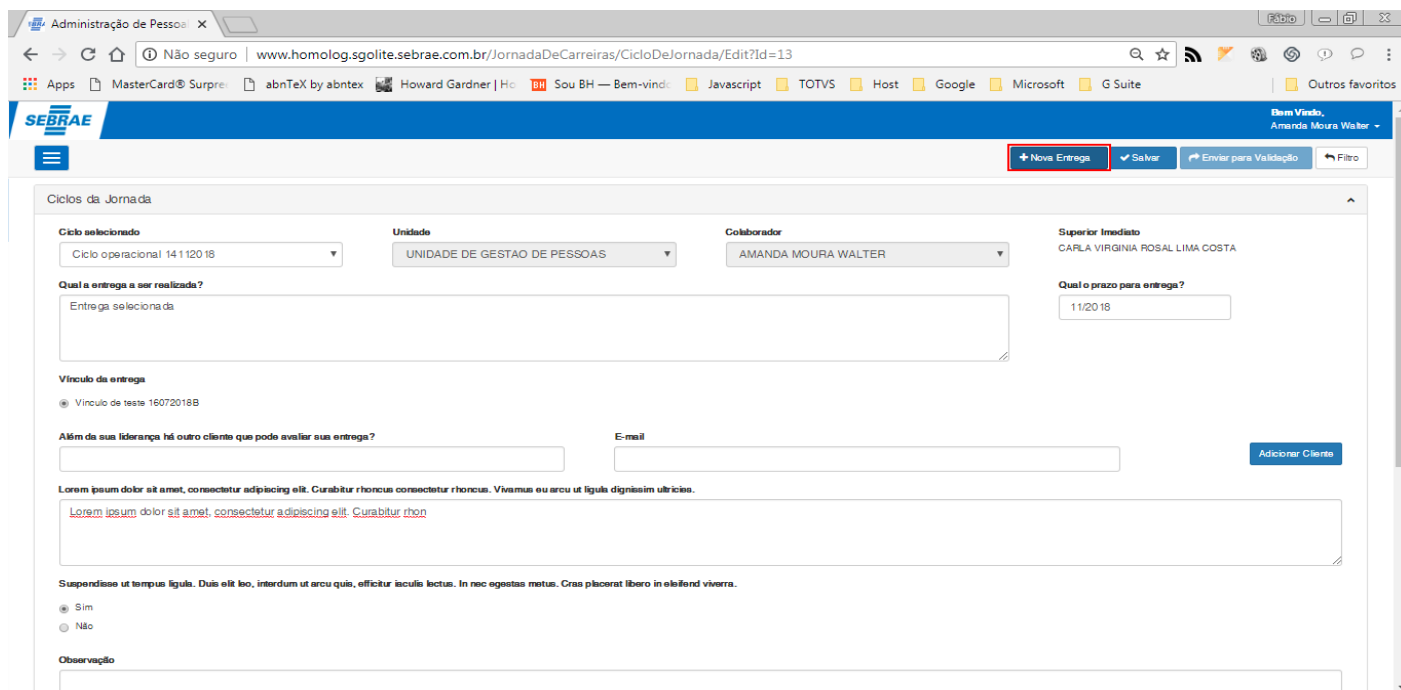 Administração de Pessoa
Fábio
Não seguro | www.homolog.sgolite.sebrae.com.br/JornadaDeCarreiras/CicloDeJornada/Edit?Id=13
Apps MasterCard® Surpre abnTeX by abntex Howard Gardner | Ho BH Sou BH — Bem-vindo Javascript TOTVS Host Google Microsoft G Suite Outros favoritos
SEBRAE
Bem Vindo,
Amanda Moura Walter
Nova Entrega Salvar Enviar para Validação Filtro
Ciclos da Jornada
Ciclo selecionado Unidade Colaborador Superior Imediato
Ciclo operacional 14112018 UNIDADE DE GESTAO DE PESSOAS AMANDA MOURA WALTER CARLA VIRGINIA ROSAL LIMA COSTA
Qual a entrega a ser realizada? Qual o prazo para entrega?
Entrega selecionada 11/2018
Vínculo da entrega
Vinculo de teste 16072018B
Além da sua liderança há outro cliente que pode avaliar sua entrega? E-mail
Adicionar Cliente
Lorem ipsum dolor sit amet, consectetur adipiscing elit. Curabitur rhoncus consectetur rhoncus. Vivamus eu arcu ut ligula dignissim ultricies.
Lorem ipsum dolor sit amet, consectetur adipiscing elit. Curabitur rhon
Suspendisse ut tempus ligula. Duis elit leo, interdum ut arcu quis, efficitur iaculis lectus. In nec egestas metus. Cras placerat libero in eleifend viverra.
Sim
Não
Observação